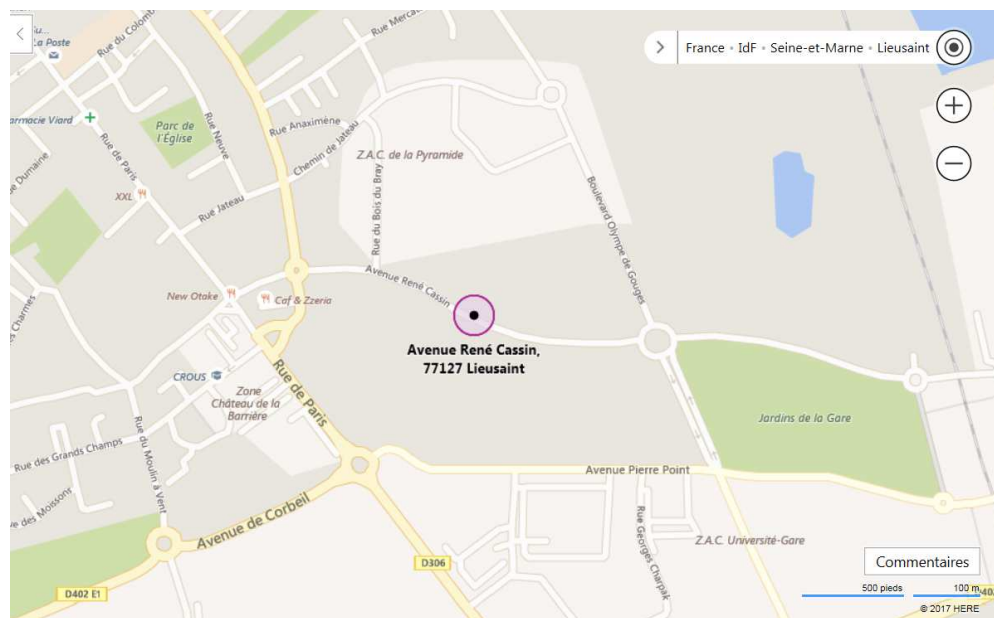 Rue Mercat
France • IdF • Seine-et-Marne • Lieusaint
La Poste
Rue du Colom
armacie Viard
Parc de
l'Église
Rue Neuve
Rue Anaximène
Chemin de Jateau
Z.A.C. de la Pyramide
Rue de Paris
Rue Dumaine
XXL
Rue Jateau
Rue du Bois du Bray
Boulevard Olympe de Gouges
Avenue René Cassin
New Otake
Caf & Zzeria
s Charmes
Avenue René Cassin,
77127 Lieusaint
CROUS
Rue de Paris
Zone
Château de la
Barrière
Jardins de la Gare
Rue des Grands Champs
Rue du Moulin à Vent
Avenue Pierre Point
ve des Moissons
Avenue de Corbeil
Rue Georges Charpak
Z.A.C. Université-Gare
D306
Commentaires
D402 E1
500 pieds
100 m
© 2017 HERE